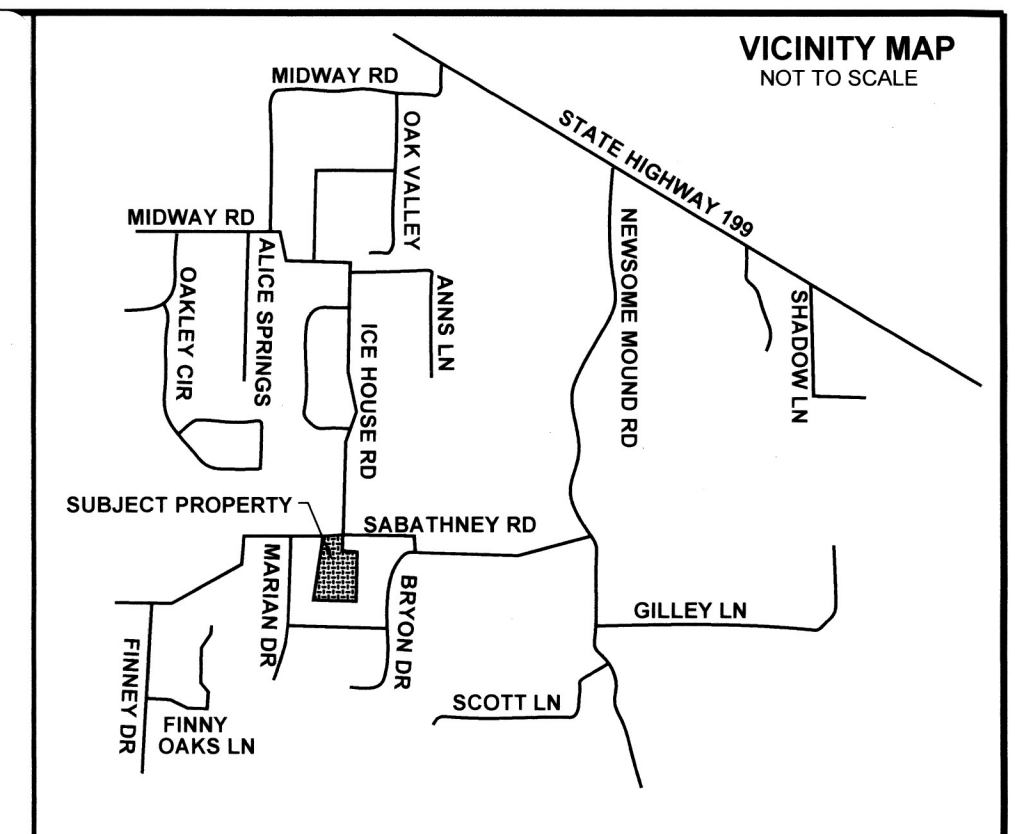 VICINITY MAP
NOT TO SCALE
MIDWAY RD
STATE HIGHWAY 199
OAK VALLEY
MIDWAY RD
NEWSOME MOUND RD
ALICE SPRINGS
OAKLEY CIR
ANNS LN
SHADOW LN
ICE HOUSE RD
SUBJECT PROPERTY
SABATHNEY RD
MARIAN DR
BRYON DR
GILLEY LN
FINNEY DR
SCOTT LN
FINNY
OAKS LN